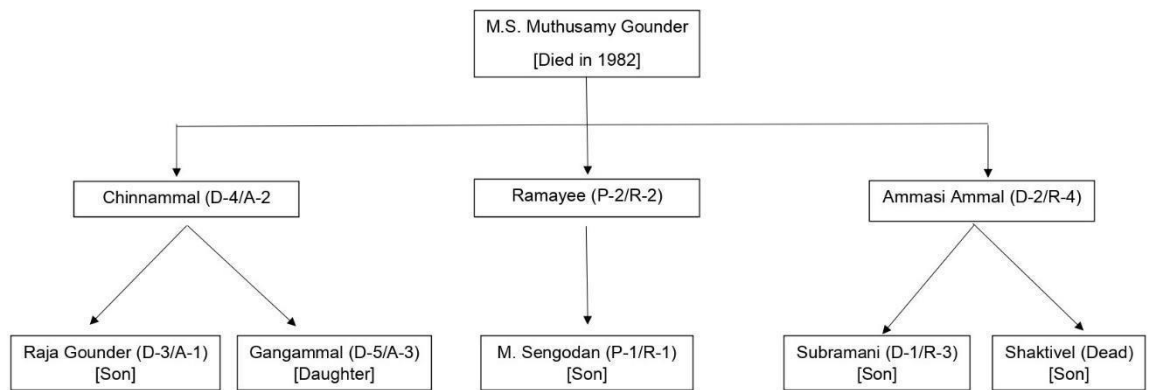 M.S. Muthusamy Gounder
[Died in 1982]
Chinnammal (D-4/A-2
Ramayee (P-2/R-2)
Ammasi Ammal (D-2/R-4)
Raja Gounder (D-3/A-1)
[Son]
Gangammal (D-5/A-3)
[Daughter]
M. Sengodan (P-1/R-1)
[Son]
Subramani (D-1/R-3)
[Son]
Shaktivel (Dead)
[Son]